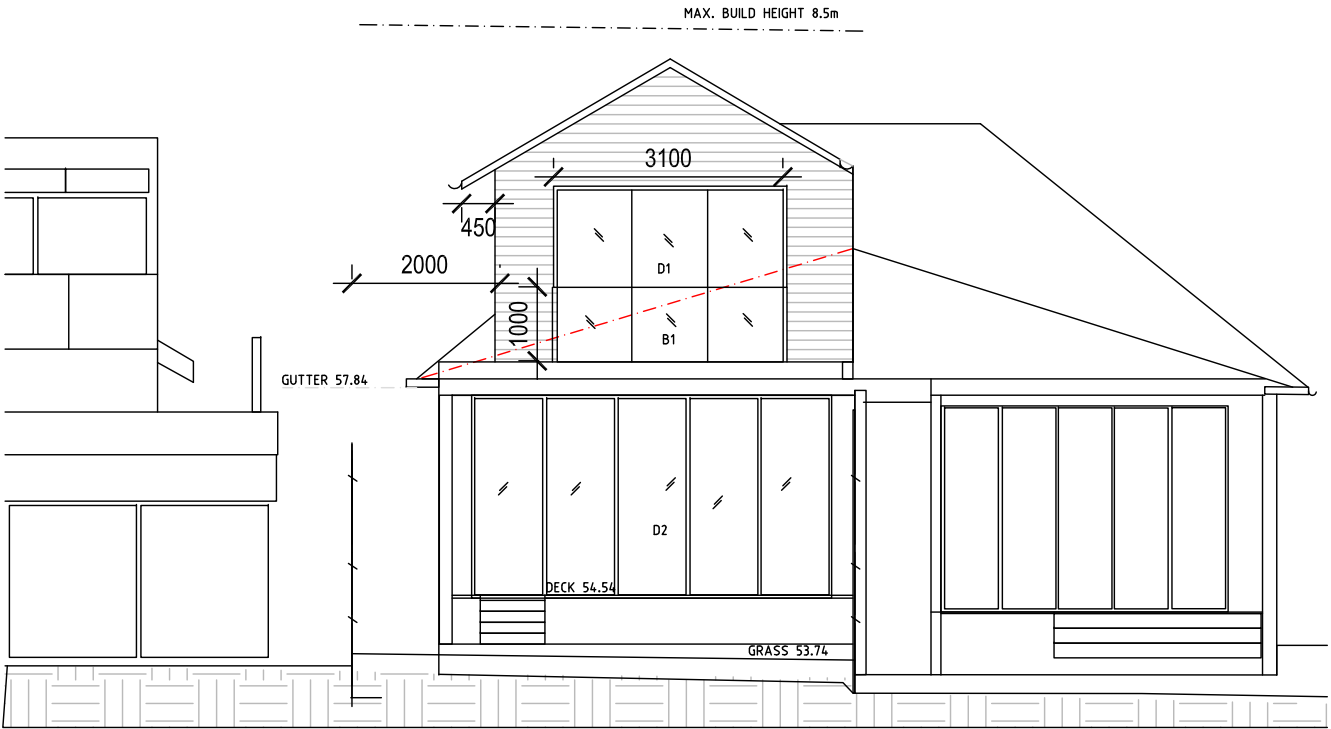 MAX. BUILD HEIGHT 8.5m
3100
450
2000
D1
1000
B1
GUTTER 57.84
D2
DECK 54.54
GRASS 53.74